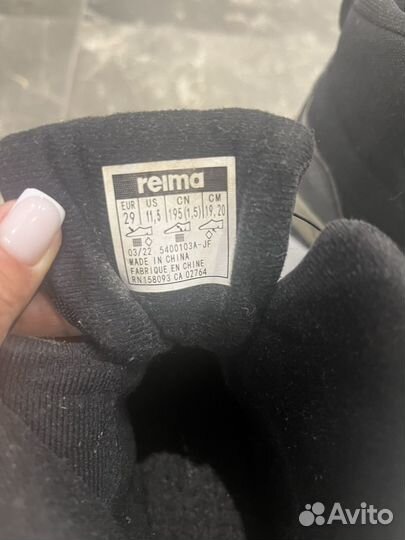 reima
EUR US CN CM
29 11,5 195(1,5) 19,20
03/22 5400103A-JF
MADE IN CHINA
FABRIQUE EN CHINE
RN158093 CA 02764
Avito